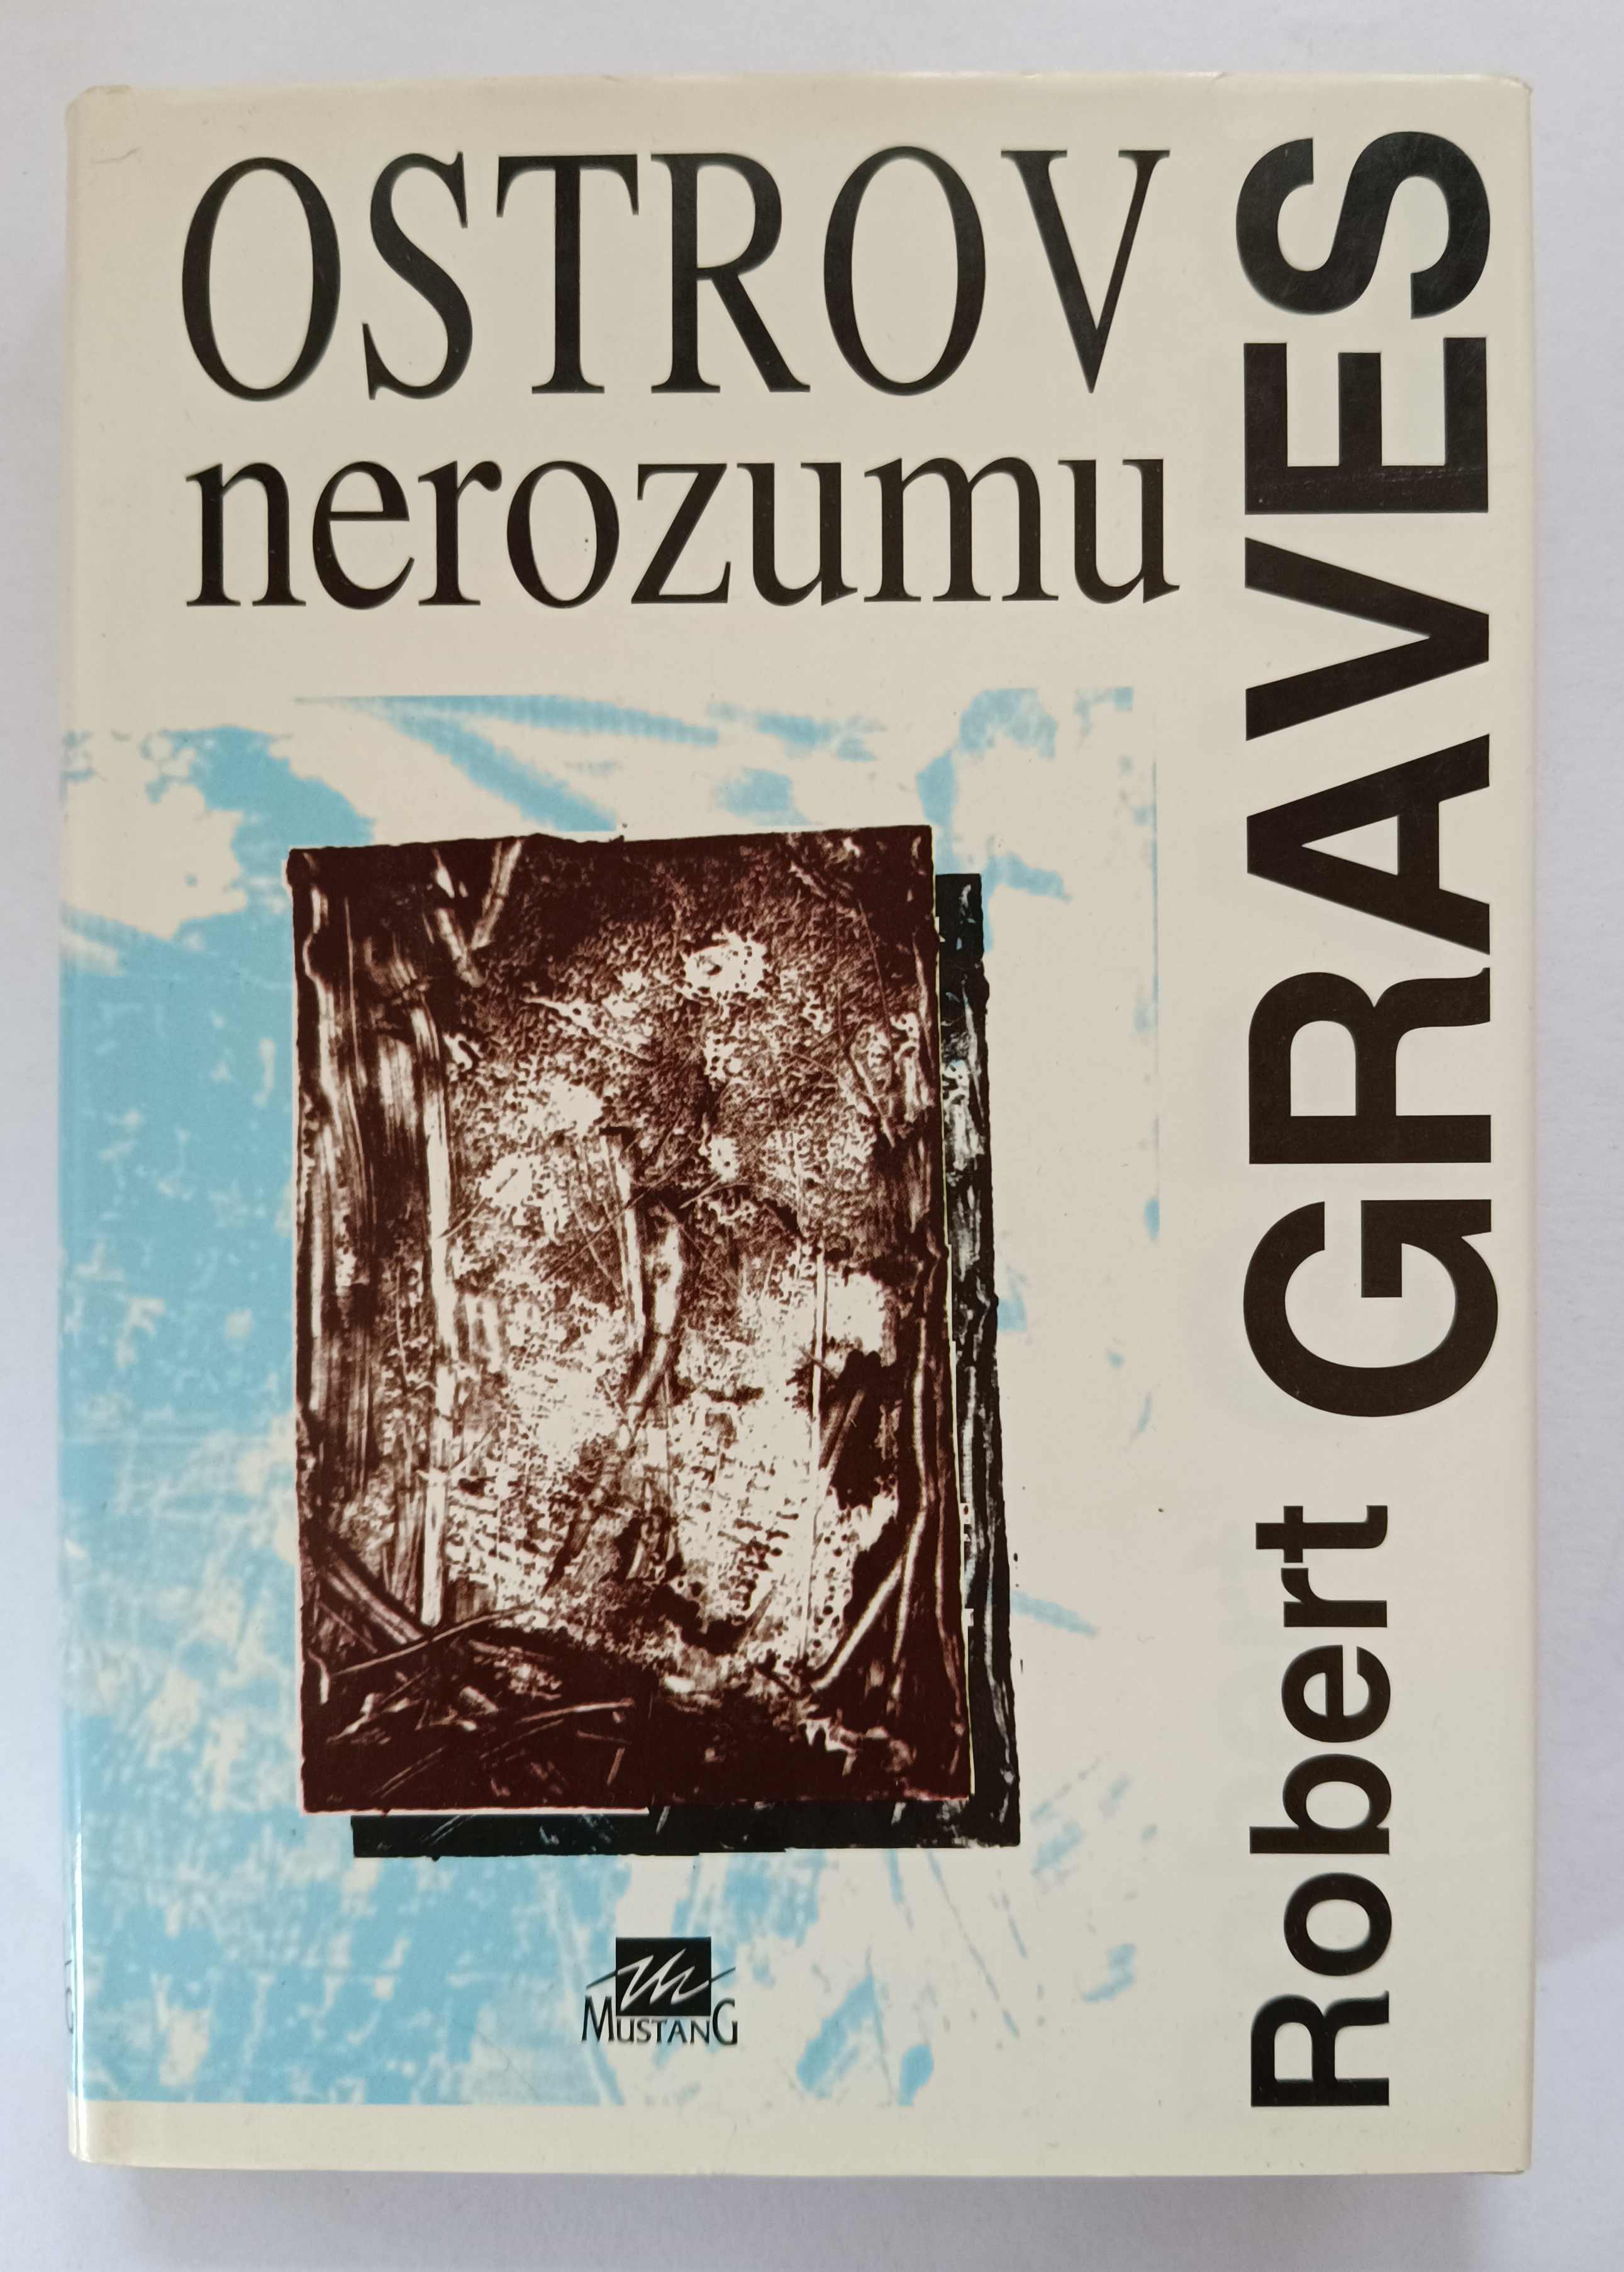 OSTROV
nerozumu
Robert GRAVES
MUSTANG